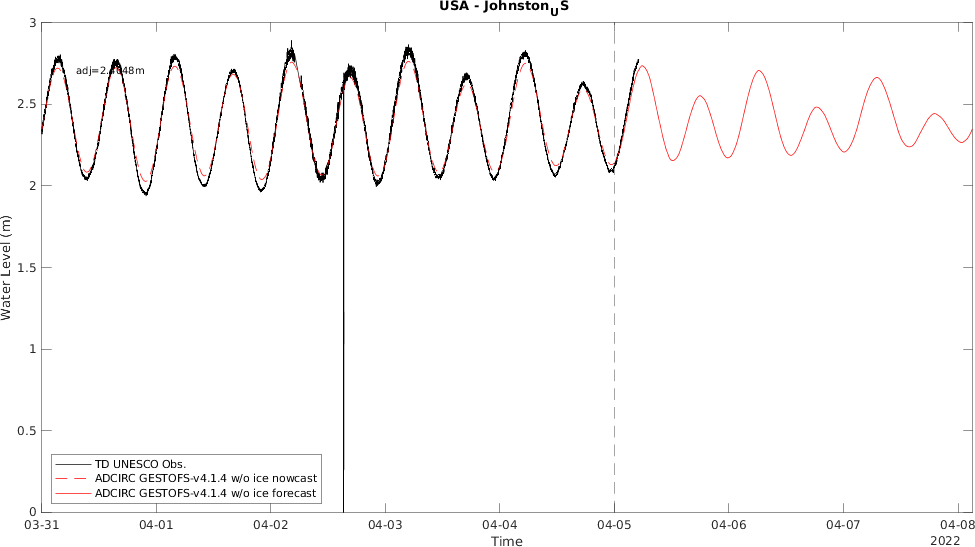 USA - Johnston_US
3
adj=2.4048m
2.5
2
Water Level (m)
1.5
1
0.5
TD UNESCO Obs.
ADCIRC GESTOFS-v4.1.4 w/o ice nowcast
ADCIRC GESTOFS-v4.1.4 w/o ice forecast
0
03-31 04-01 04-02 04-03 04-04 04-05 04-06 04-07 04-08
Time
2022